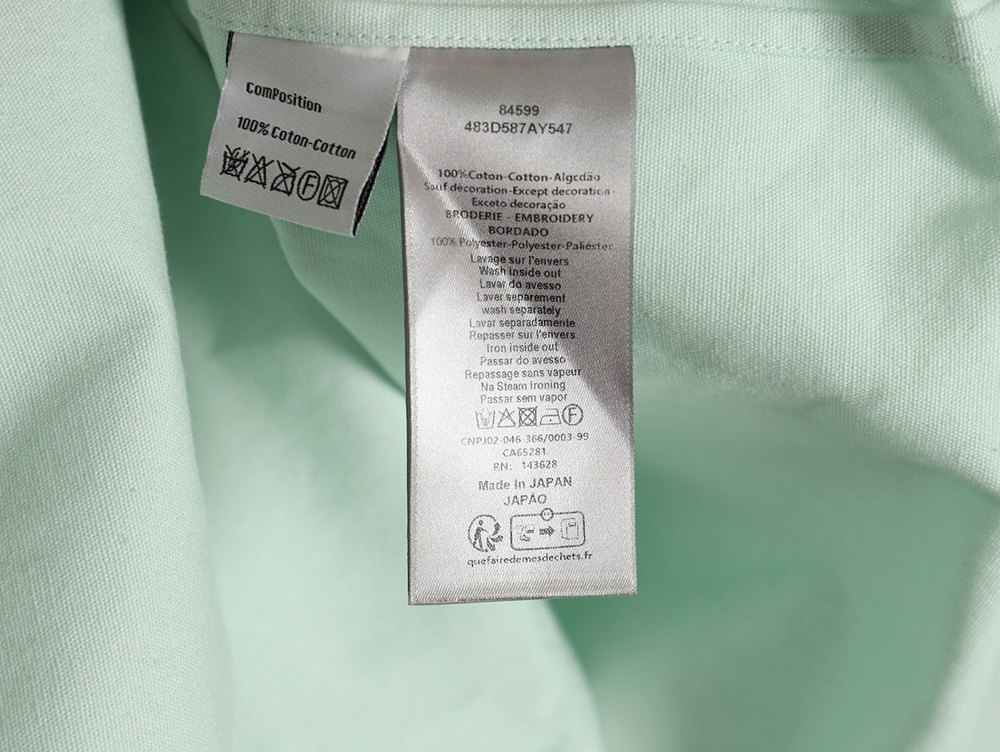 ComPosition
100% Coton-Cotton
F
84599
483D587AY547
100%Coton-Cotton-Algcdão
Sauf décoration-Except decoration -
Exceto decoração
BRODERIE - EMBROIDERY
BORDADO
100% Polyester-Polyester-Paliéster
Lavage sur l'envers
Wash inside out
Lavar do avesso
Laver separement
wash separately
Lavar separadamente
Repasser sur l'envers
Iron inside out
Passar do avesso
Repassage sans vapeur
Na Steam Ironing
Passar sem vapor
F
CNPJ02-046 366/0003-99
CA65281
RN: 143628
Made In JAPAN
JAPÃO
quefairedemesdechets.fr